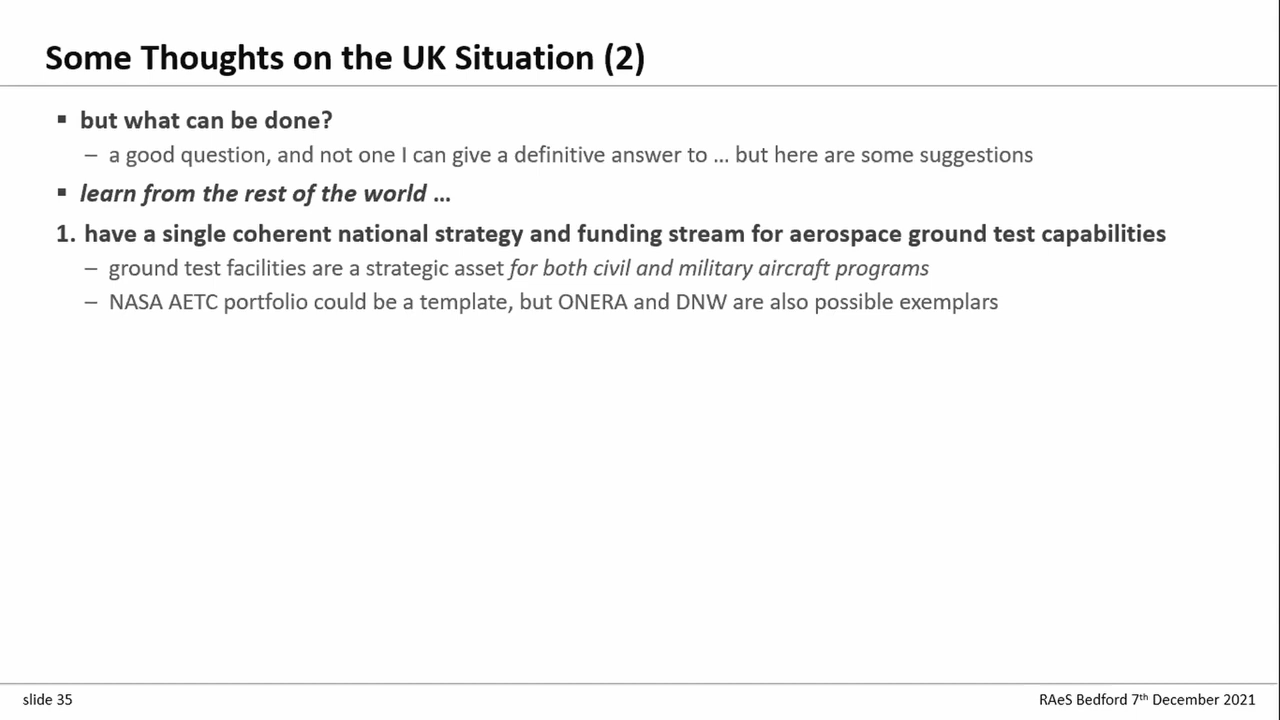 Some Thoughts on the UK Situation (2)
▪ but what can be done?
– a good question, and not one I can give a definitive answer to ... but here are some suggestions
▪ learn from the rest of the world ...
1. have a single coherent national strategy and funding stream for aerospace ground test capabilities
– ground test facilities are a strategic asset for both civil and military aircraft programs
– NASA AETC portfolio could be a template, but ONERA and DNW are also possible exemplars
slide 35
RAeS Bedford 7th December 2021